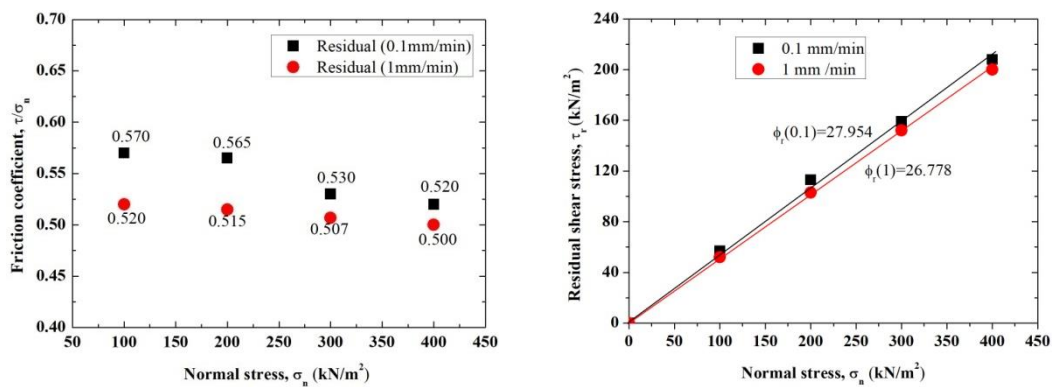 0.70
0.65
0.60
0.55
0.50
0.45
0.40
Friction coefficient, τ/σn
Residual (0.1mm/min)
Residual (1mm/min)
0.570
0.565
0.530
0.520
0.520
0.515
0.507
0.500
50 100 150 200 250 300 350 400 450
Normal stress, σn (kN/m²)
240
200
160
120
80
40
0
Residual shear stress, τr (kN/m²)
0.1 mm/min
1 mm /min
ϕr(0.1)=27.954
ϕr(1)=26.778
0 50 100 150 200 250 300 350 400 450
Normal stress, σn (kN/m²)